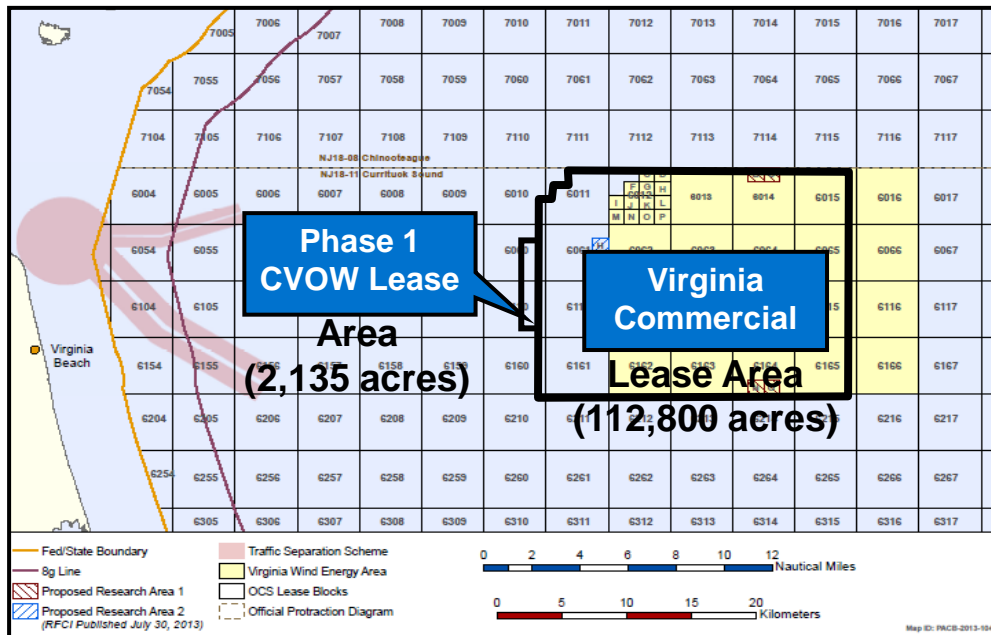 7006 7008 7009 7010 7011 7012 7013 7014 7015 7016 7017
7005 7007
7055 7056 7057 7058 7059 7060 7061 7062 7063 7064 7065 7066 7067
7054
7104 7105 7106 7107 7108 7109 7110 7111 7112 7113 7114 7115 7116 7117
NJ18-08 Chincoteague
NJ18-11 Currituck Sound
6004 6005 6006 6007 6008 6009 6010 6011 6013 6014 6015 6016 6017
F G H
I J K L
M N O P
6054 6055 6066 6067
Phase 1
CVOW Lease
Area
(2,135 acres)
Virginia
Commercial
Lease Area
(112,800 acres)
6104 6105 6116 6117
Virginia
Beach
6154 6155 6156 6157 6158 6159 6160 6161 6162 6163 6164 6165 6166 6167
6204 6205 6206 6207 6208 6209 6210 6216 6217
6254 6255 6256 6257 6258 6259 6260 6261 6262 6263 6264 6265 6266 6267
6305 6306 6307 6308 6309 6310 6311 6312 6313 6314 6315 6316 6317
Fed/State Boundary
8g Line
Proposed Research Area 1
Proposed Research Area 2
(RFCI Published July 30, 2013)
Traffic Separation Scheme
Virginia Wind Energy Area
OCS Lease Blocks
Official Protraction Diagram
0 2 4 6 8 10 12
Nautical Miles
0 5 10 15 20
Kilometers
Map ID: PACB-2013-104